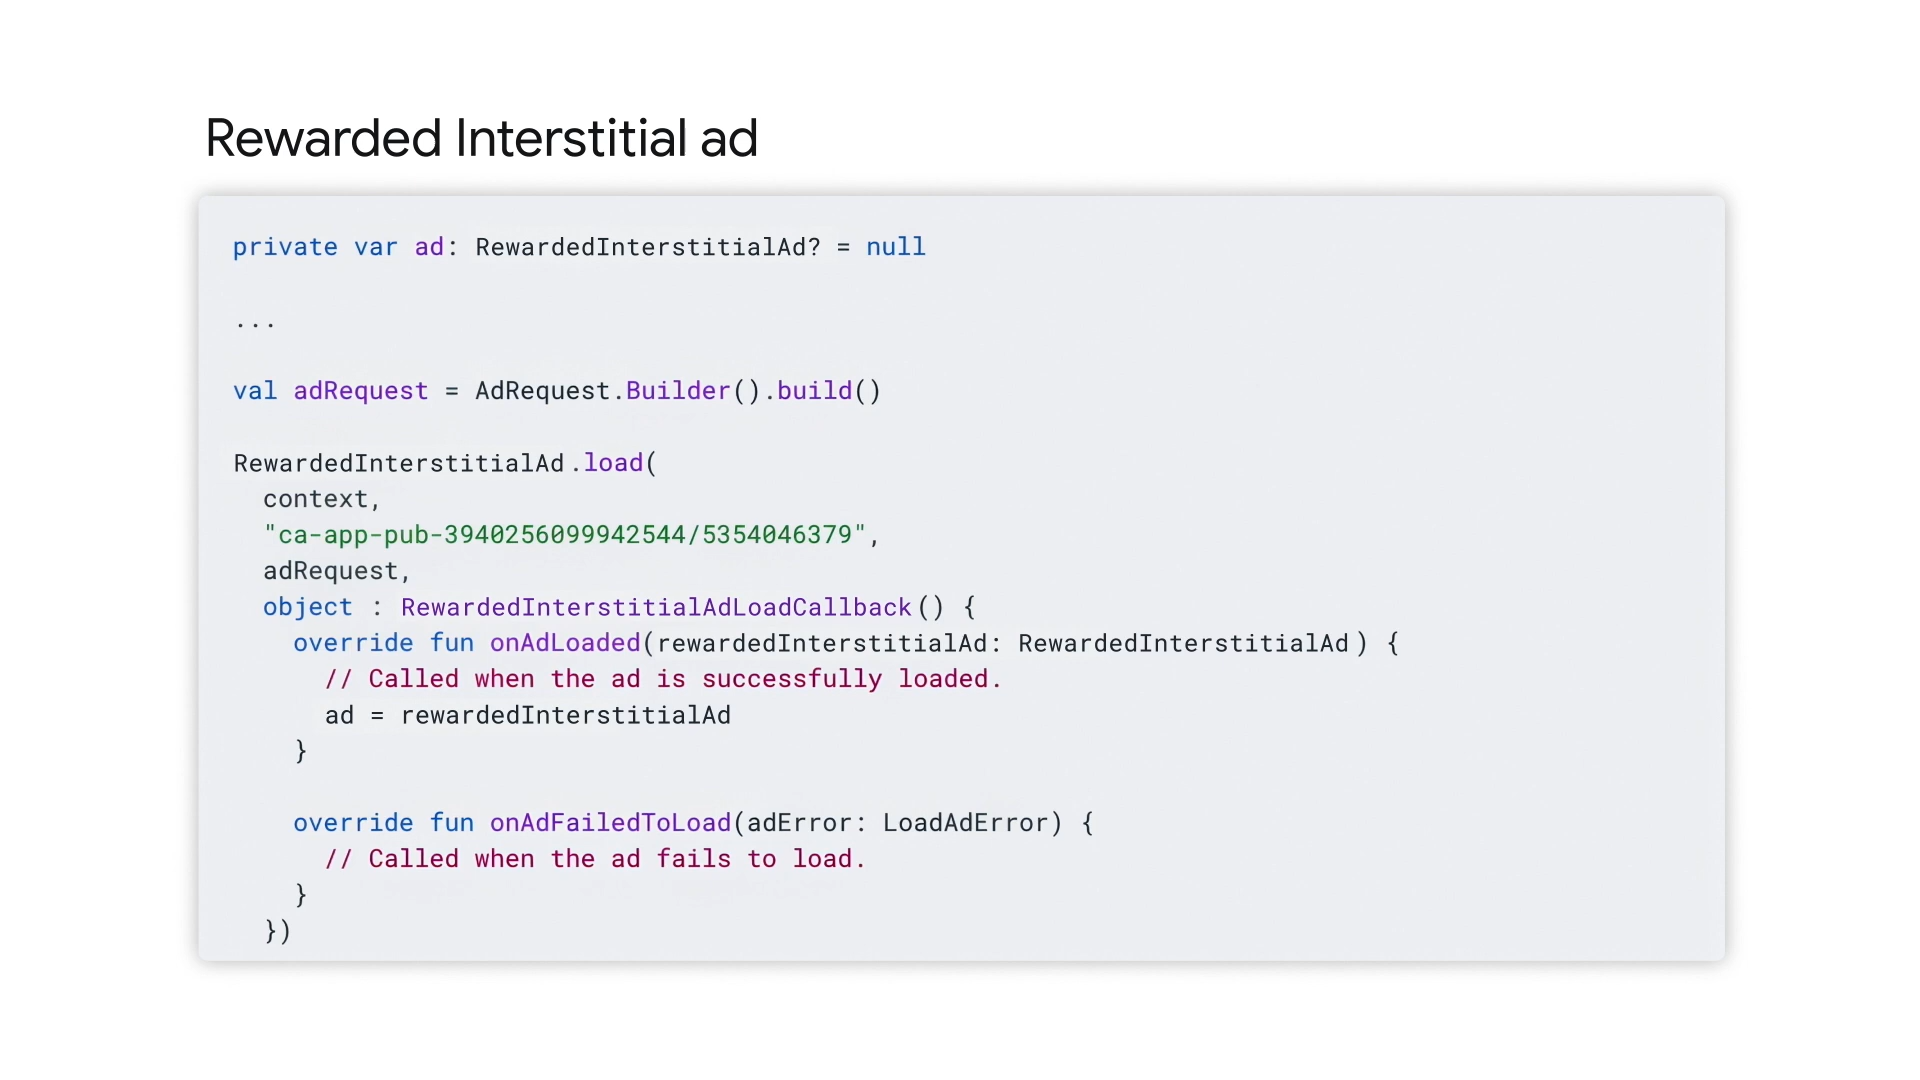 Rewarded Interstitial ad
private var ad: RewardedInterstitialAd? = null
...
val adRequest = AdRequest.Builder().build()
RewardedInterstitialAd.load(
context,
"ca-app-pub-3940256099942544/5354046379",
adRequest,
object : RewardedInterstitialAdLoadCallback() {
override fun onAdLoaded(rewardedInterstitialAd: RewardedInterstitialAd) {
// Called when the ad is successfully loaded.
ad = rewardedInterstitialAd
}
override fun onAdFailedToLoad(adError: LoadAdError) {
// Called when the ad fails to load.
}
})